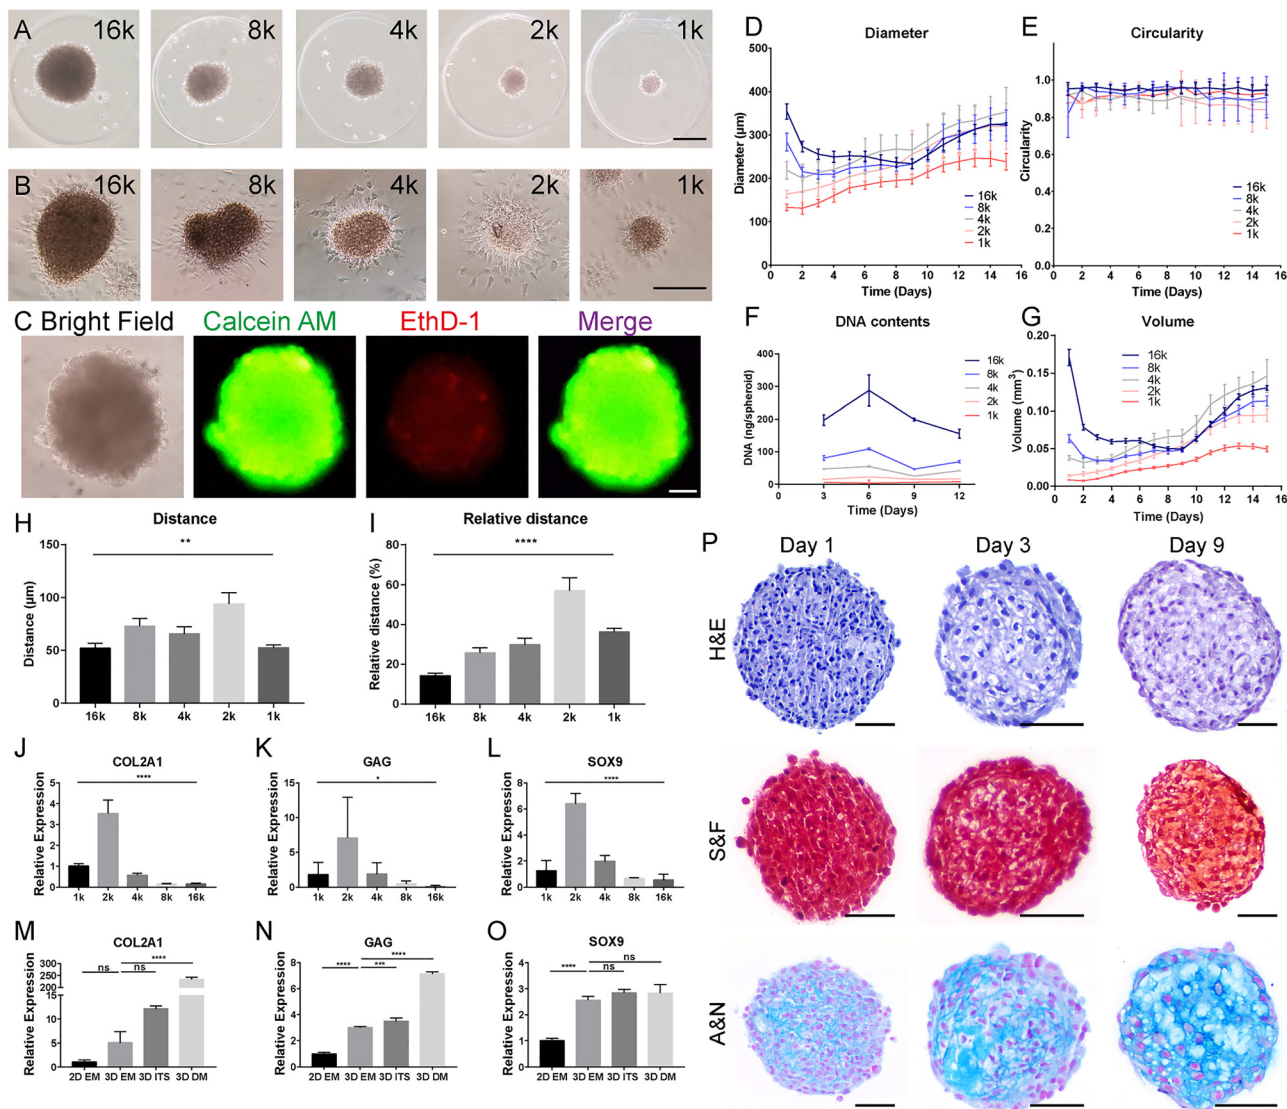 A 16k 8k 4k 2k 1k
B 16k 8k 4k 2k 1k
C Bright Field Calcein AM EthD-1 Merge
D Diameter
Diameter (µm)
500
400
300
200
100
0
0 2 4 6 8 10 12 14 16
Time (Days)
16k
8k
4k
2k
1k
E Circularity
Circularity
1.0
0.8
0.6
0.4
0.2
0.0
0 2 4 6 8 10 12 14 16
Time (Days)
16k
8k
4k
2k
1k
F DNA contents
DNA (ng/spheroid)
400
300
200
100
0
0 3 6 9 12
Time (Days)
16k
8k
4k
2k
1k
G Volume
Volume (mm³)
0.20
0.15
0.10
0.05
0.00
0 2 4 6 8 10 12 14 16
Time (Days)
16k
8k
4k
2k
1k
H Distance
Distance (µm)
150
100
50
0
**
16k 8k 4k 2k 1k
I Relative distance
Relative distance (%)
80
60
40
20
0
****
16k 8k 4k 2k 1k
J COL2A1
Relative Expression
5
4
3
2
1
0
****
1k 2k 4k 8k 16k
K GAG
Relative Expression
15
10
5
0
*
1k 2k 4k 8k 16k
L SOX9
Relative Expression
8
6
4
2
0
****
1k 2k 4k 8k 16k
M COL2A1
Relative Expression
300
250
200
15
10
5
0
****
ns ns
2D EM 3D EM 3D ITS 3D DM
N GAG
Relative Expression
8
6
4
2
0
****
**** ***
2D EM 3D EM 3D ITS 3D DM
O SOX9
Relative Expression
4
3
2
1
0
ns
**** ns
2D EM 3D EM 3D ITS 3D DM
P Day 1 Day 3 Day 9
H&E
S&F
A&N